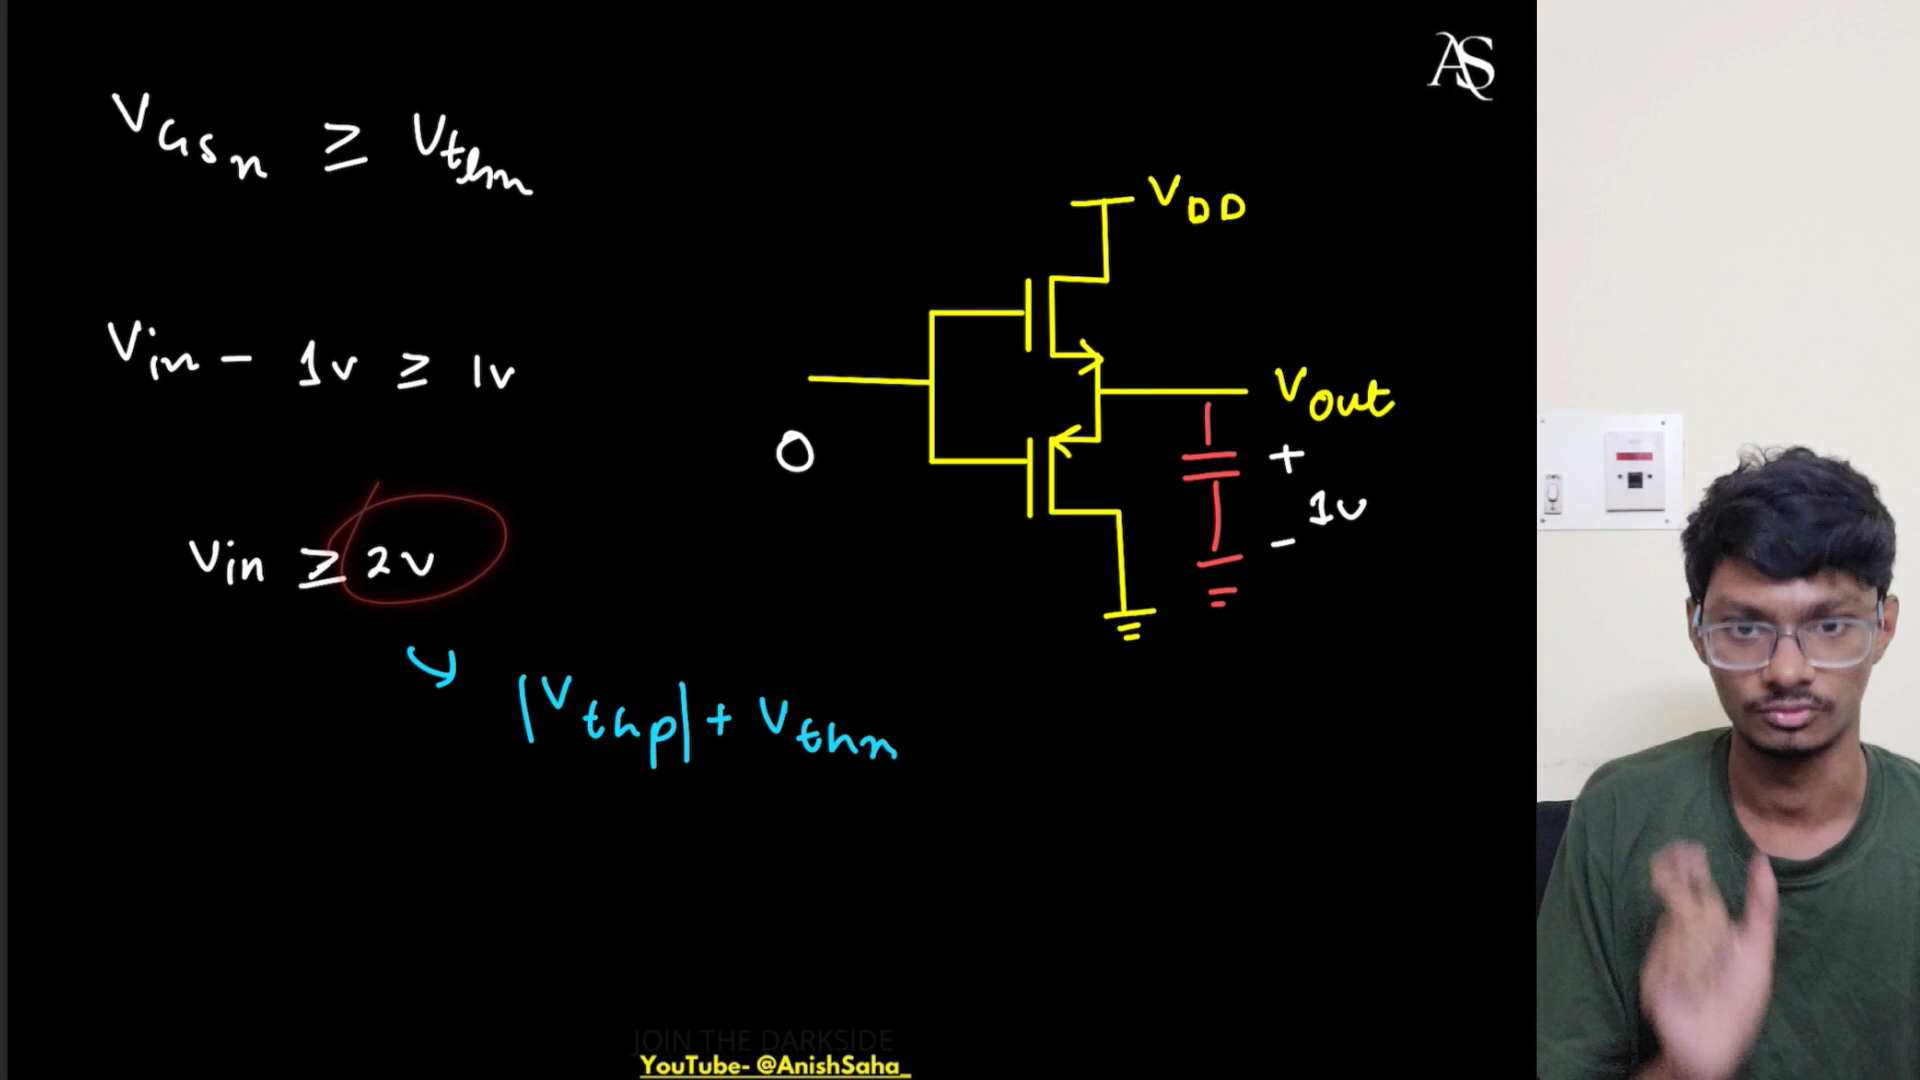 AS
V_GSn ≥ V_thn
V_DD
V_in - 1v ≥ 1v
V_out
0
+
1v
-
V_in ≥ 2v
|V_thp| + V_thn
JOIN THE DARKSIDE
YouTube- @AnishSaha_